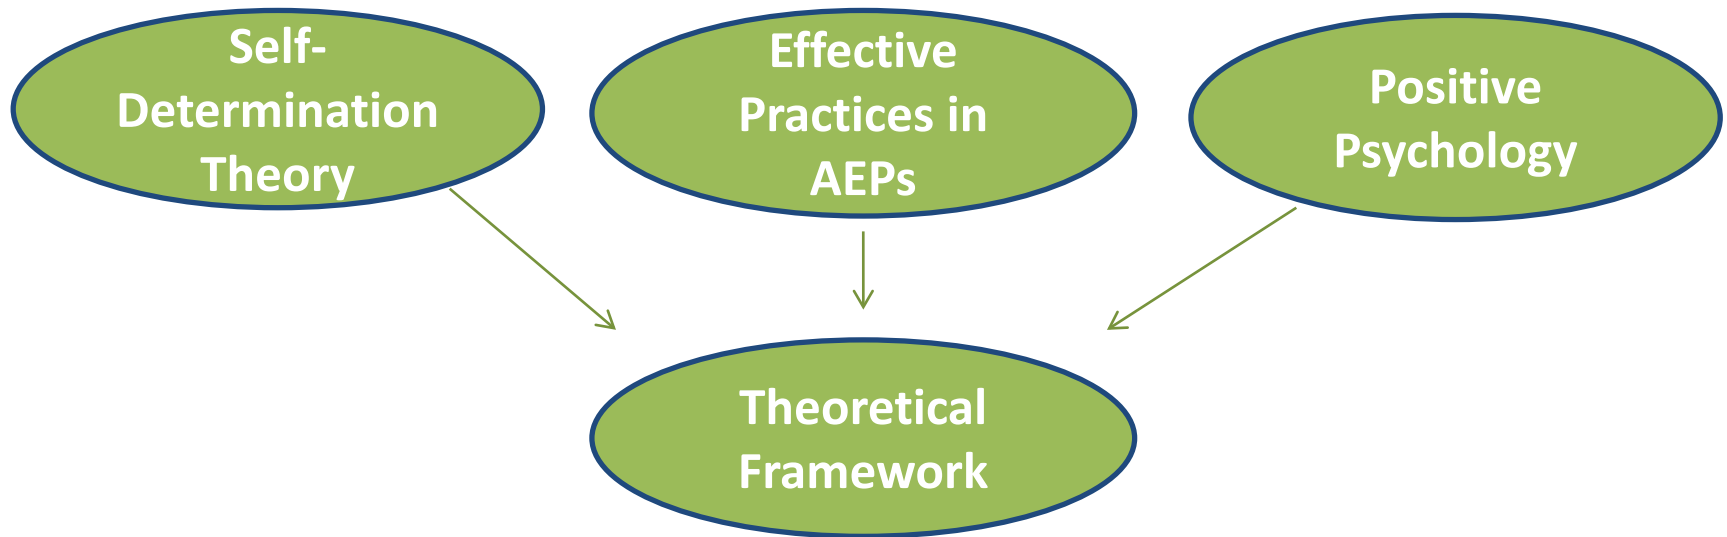 Self-
Determination
Theory
Effective
Practices in
AEPs
Positive
Psychology
Theoretical
Framework